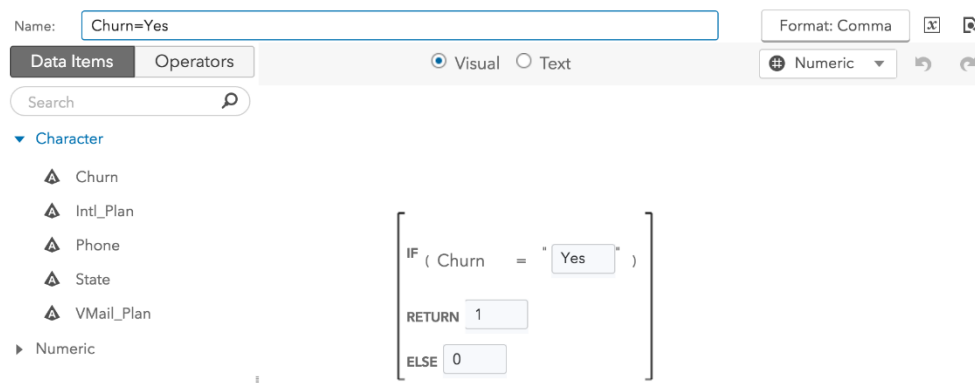 Name: Churn=Yes Format: Comma x
Data Items Operators Visual Text Numeric
Search
Character
Churn
Intl_Plan
Phone
State
VMail_Plan
Numeric
IF ( Churn = "Yes" )
RETURN 1
ELSE 0